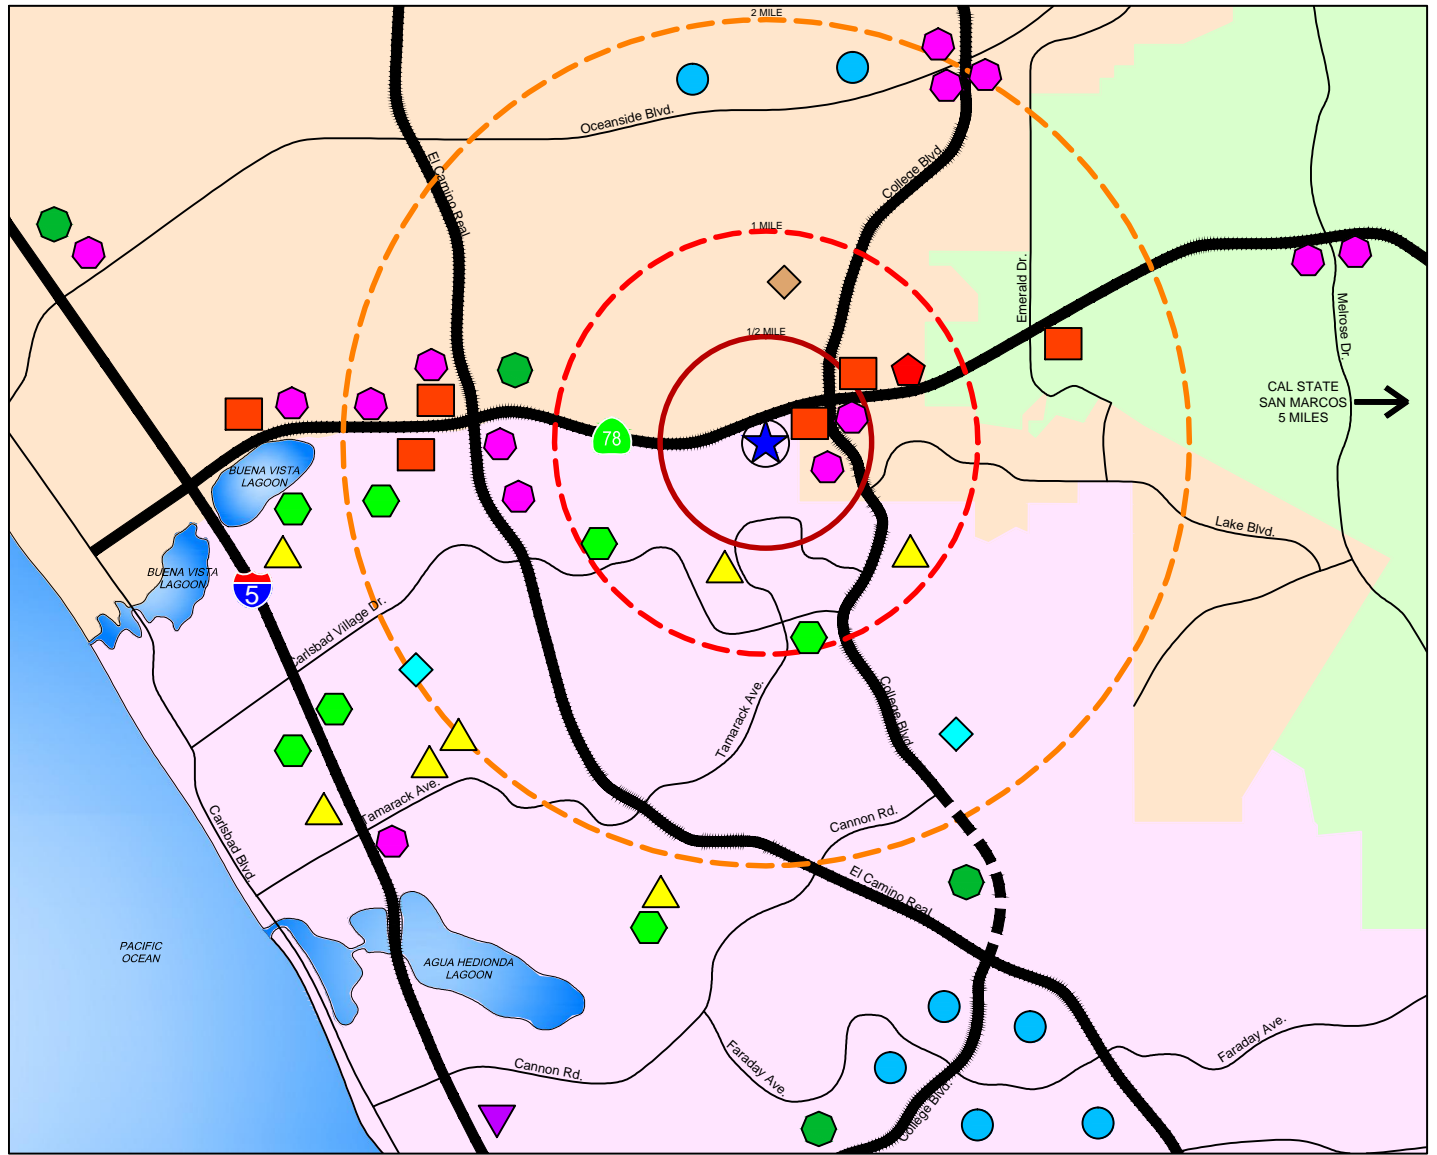 2 MILE
Oceanside Blvd.
El Camino Real
College Blvd.
1 MILE
Emerald Dr.
Melrose Dr.
1/2 MILE
CAL STATE
SAN MARCOS
5 MILES
78
BUENA VISTA
LAGOON
Lake Blvd.
BUENA VISTA
LAGOON
5
Carlsbad Village Dr.
Tamarack Ave.
College Blvd.
Tamarack Ave.
Carlsbad Blvd.
Cannon Rd.
El Camino Real
PACIFIC
OCEAN
AGUA HEDIONDA
LAGOON
Cannon Rd.
Faraday Ave.
Faraday Ave.
College Blvd.